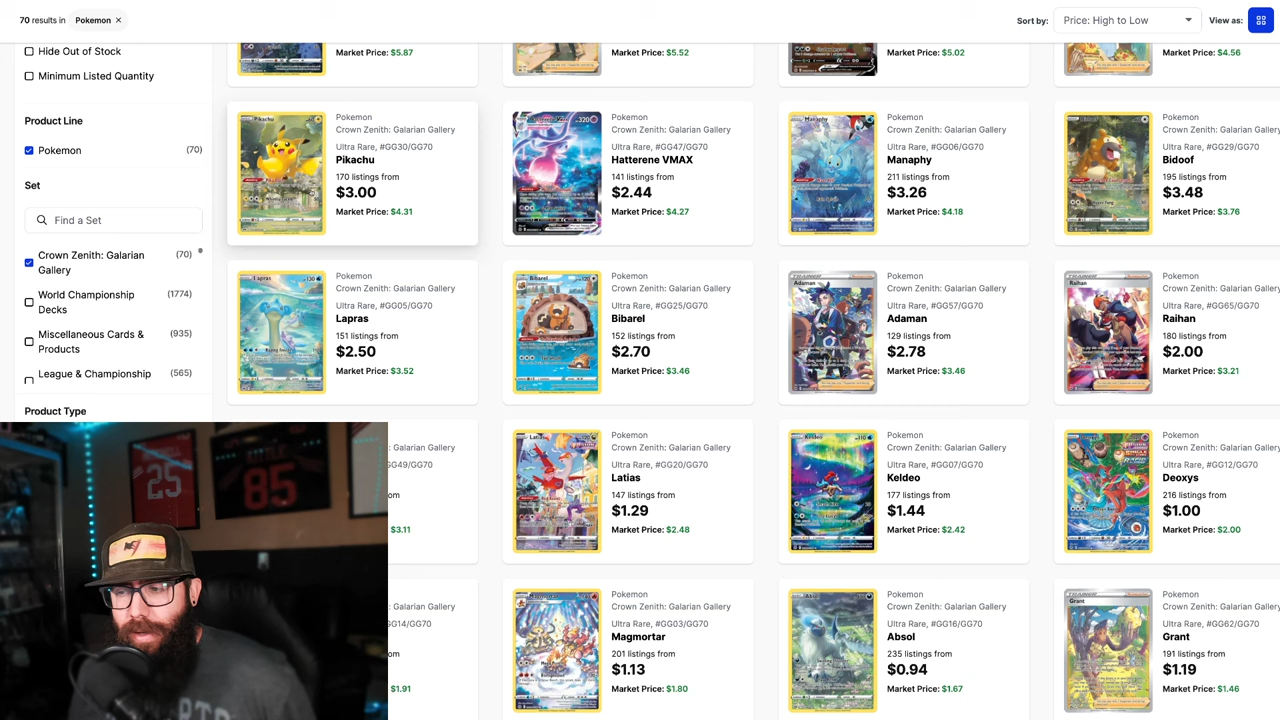 70 results in Pokemon ×
Sort by: Price: High to Low View as:
Hide Out of Stock
Minimum Listed Quantity
Product Line
Pokemon (70)
Set
Find a Set
Crown Zenith: Galarian Gallery (70)
World Championship Decks (1774)
Miscellaneous Cards & Products (935)
League & Championship (565)
Product Type
Market Price: $5.87
Market Price: $5.52
Market Price: $5.02
Market Price: $4.56
Pokemon
Crown Zenith: Galarian Gallery
Ultra Rare, #GG30/GG70
Pikachu
170 listings from
$3.00
Market Price: $4.31
Pokemon
Crown Zenith: Galarian Gallery
Ultra Rare, #GG47/GG70
Hatterene VMAX
141 listings from
$2.44
Market Price: $4.27
Manaphy
Pokemon
Crown Zenith: Galarian Gallery
Ultra Rare, #GG06/GG70
Manaphy
211 listings from
$3.26
Market Price: $4.18
Pokemon
Crown Zenith: Galarian Gallery
Ultra Rare, #GG29/GG70
Bidoof
195 listings from
$3.48
Market Price: $3.76
Lapras
Pokemon
Crown Zenith: Galarian Gallery
Ultra Rare, #GG05/GG70
Lapras
151 listings from
$2.50
Market Price: $3.52
Bibarel
Pokemon
Crown Zenith: Galarian Gallery
Ultra Rare, #GG25/GG70
Bibarel
152 listings from
$2.70
Market Price: $3.46
Adaman
Pokemon
Crown Zenith: Galarian Gallery
Ultra Rare, #GG57/GG70
Adaman
129 listings from
$2.78
Market Price: $3.46
Raihan
Pokemon
Crown Zenith: Galarian Gallery
Ultra Rare, #GG65/GG70
Raihan
180 listings from
$2.00
Market Price: $3.21
: Galarian Gallery
GG49/GG70
om
$3.11
Latias
Pokemon
Crown Zenith: Galarian Gallery
Ultra Rare, #GG20/GG70
Latias
147 listings from
$1.29
Market Price: $2.48
Keldeo
Pokemon
Crown Zenith: Galarian Gallery
Ultra Rare, #GG07/GG70
Keldeo
177 listings from
$1.44
Market Price: $2.42
Pokemon
Crown Zenith: Galarian Gallery
Ultra Rare, #GG12/GG70
Deoxys
216 listings from
$1.00
Market Price: $2.00
: Galarian Gallery
GG14/GG70
om
$1.91
Magmortar
Pokemon
Crown Zenith: Galarian Gallery
Ultra Rare, #GG03/GG70
Magmortar
201 listings from
$1.13
Market Price: $1.80
Absol
Pokemon
Crown Zenith: Galarian Gallery
Ultra Rare, #GG16/GG70
Absol
235 listings from
$0.94
Market Price: $1.67
Grant
Pokemon
Crown Zenith: Galarian Gallery
Ultra Rare, #GG62/GG70
Grant
191 listings from
$1.19
Market Price: $1.46
25
85